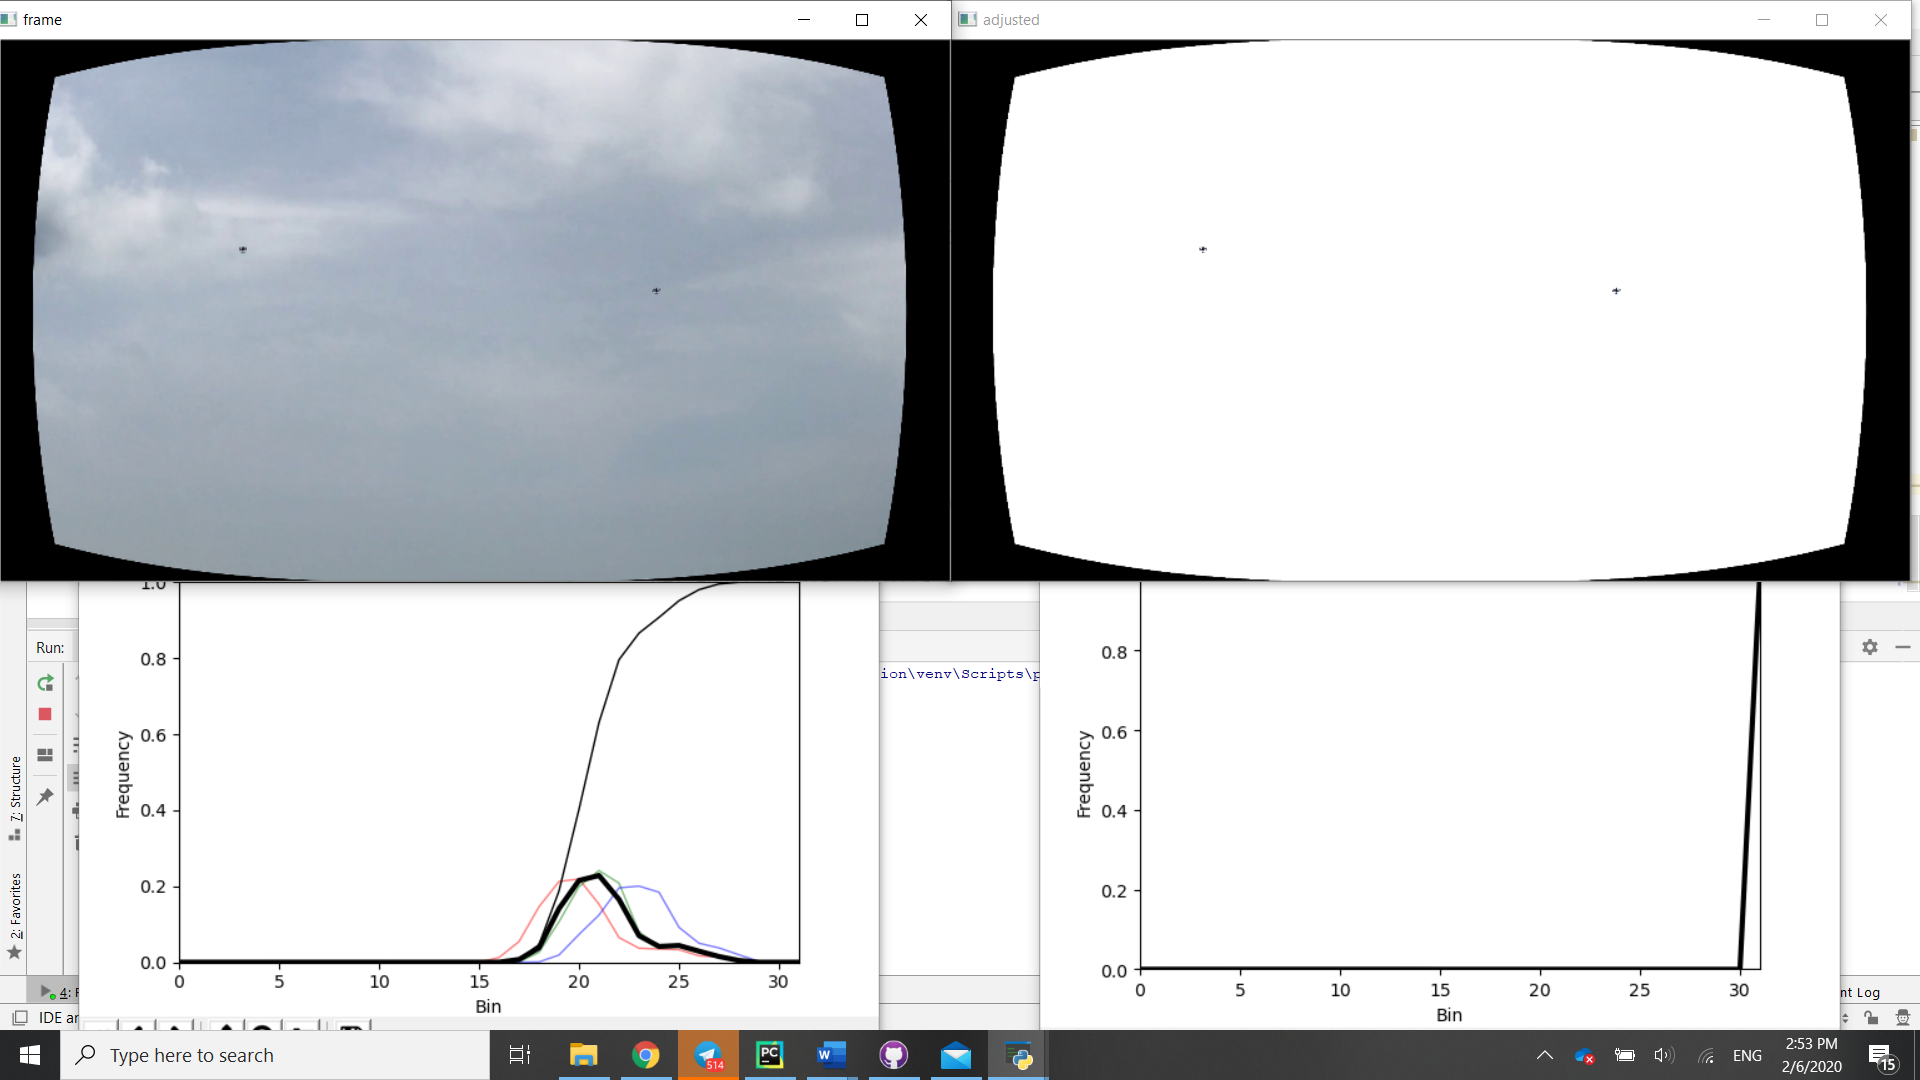 frame
adjusted
1.0
0.8
0.6
0.4
0.2
0.0
Frequency
0
5
10
15
20
25
30
Bin
0.8
0.6
0.4
0.2
0.0
Frequency
0
5
10
15
20
25
30
Bin
Run:
ion\venv\Scripts\p
7: Structure
2: Favorites
4:
nt Log
IDE
Type here to search
514
PC
W
ENG
2:53 PM
2/6/2020
15